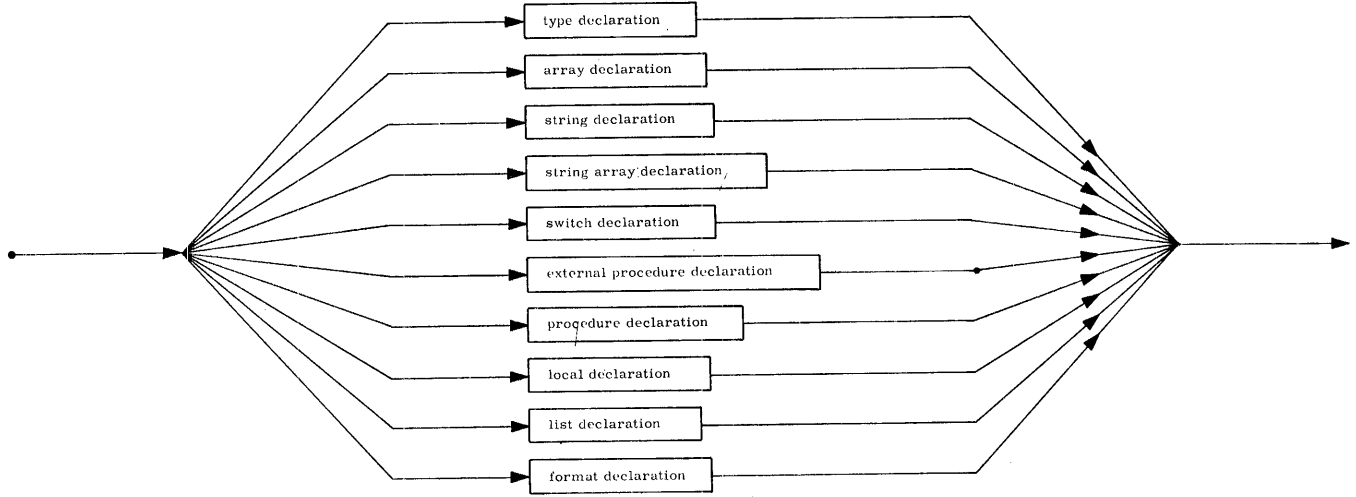 type declaration
array declaration
string declaration
string array declaration
switch declaration
external procedure declaration
procedure declaration
local declaration
list declaration
format declaration